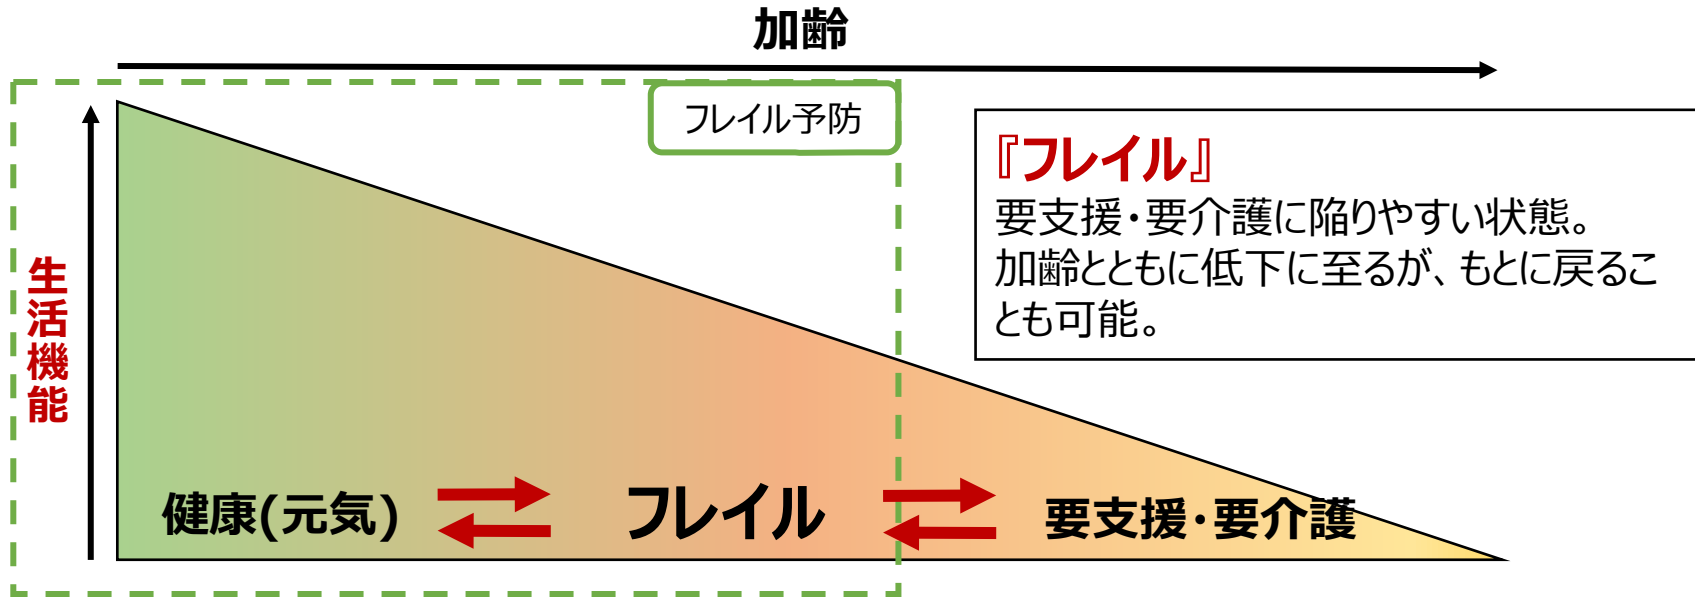 加齢
フレイル予防
『フレイル』
要支援・要介護に陥りやすい状態。
加齢とともに低下に至るが、もとに戻るこ
とも可能。
生活機能
健康(元気)
フレイル
要支援・要介護